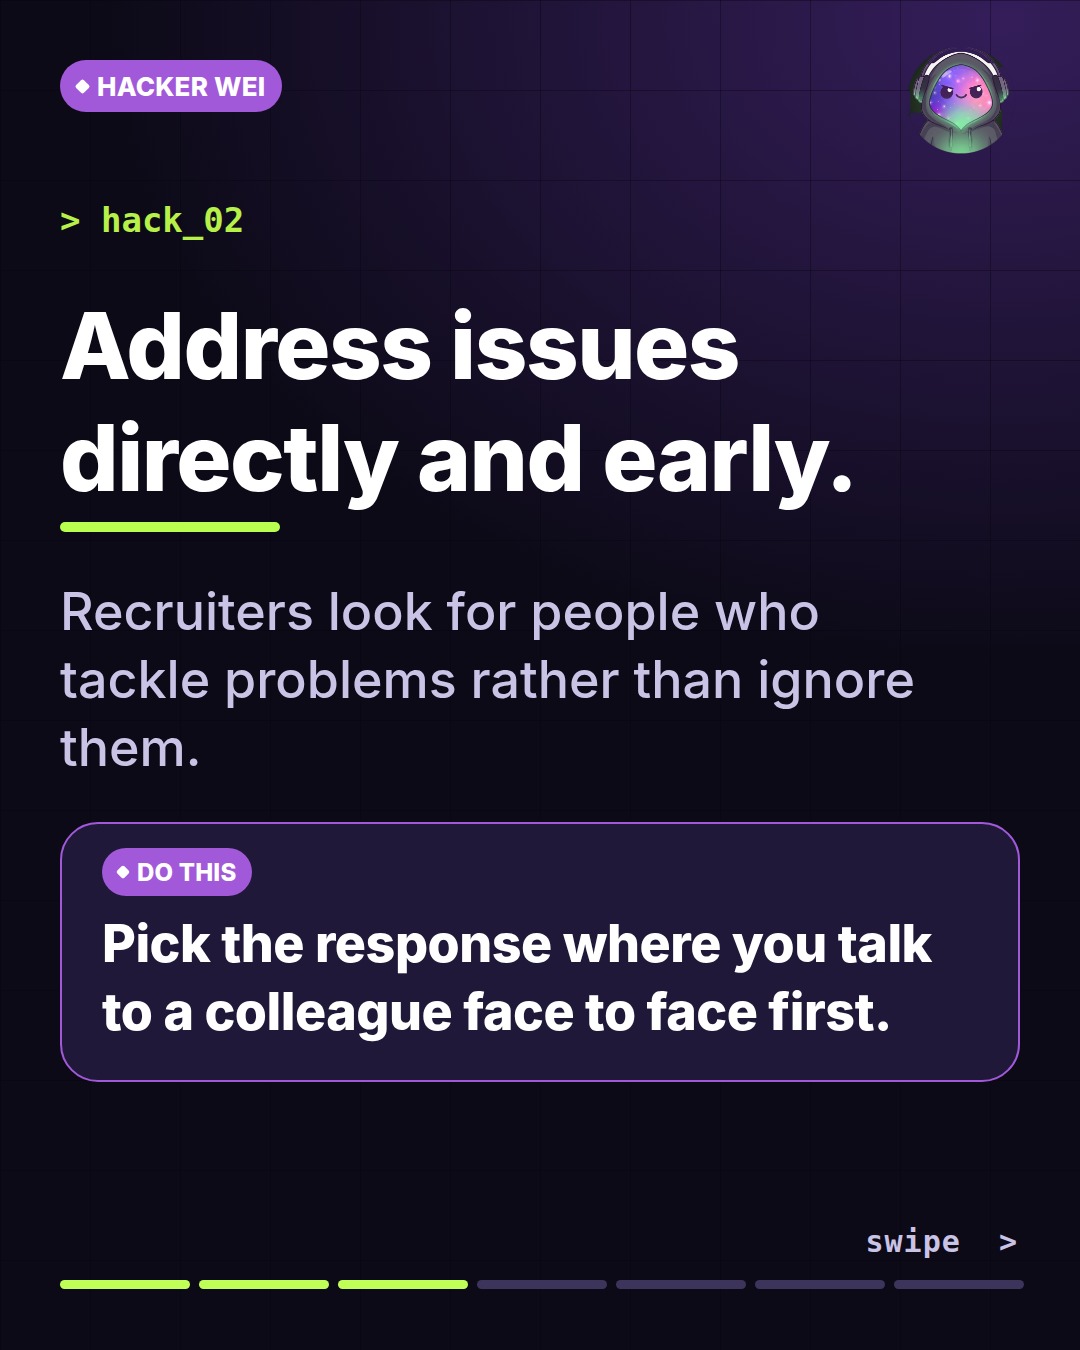 HACKER WEI
> hack_02
Address issues
directly and early.
Recruiters look for people who
tackle problems rather than ignore
them.
DO THIS
Pick the response where you talk
to a colleague face to face first.
swipe >